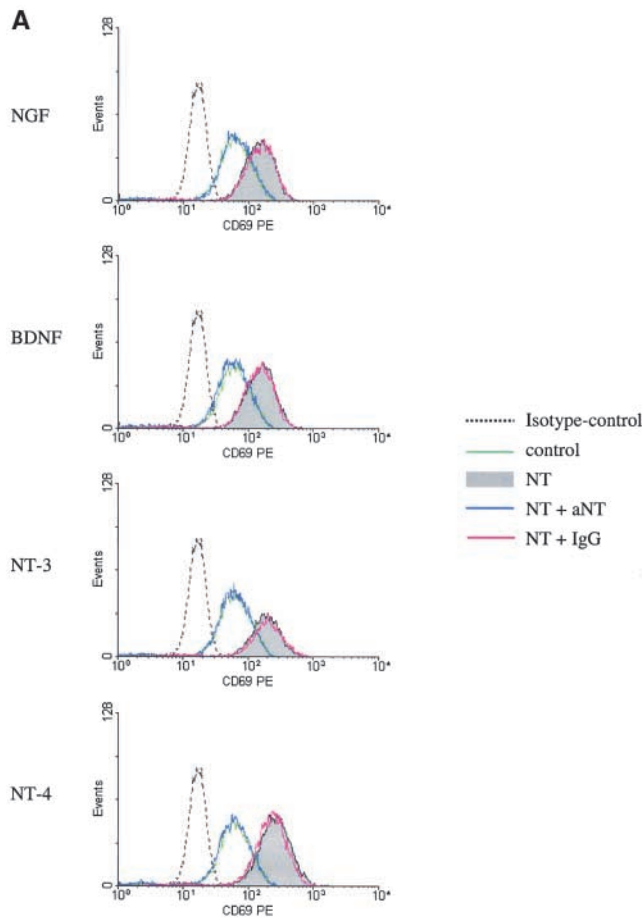 A
NGF
128
Events
0
10⁰ 10¹ 10² 10³ 10⁴
CD69 PE
BDNF
128
Events
0
10⁰ 10¹ 10² 10³ 10⁴
CD69 PE
Isotype-control
control
NT
NT + aNT
NT + IgG
NT-3
128
Events
0
10⁰ 10¹ 10² 10³ 10⁴
CD69 PE
NT-4
128
Events
0
10⁰ 10¹ 10² 10³ 10⁴
CD69 PE